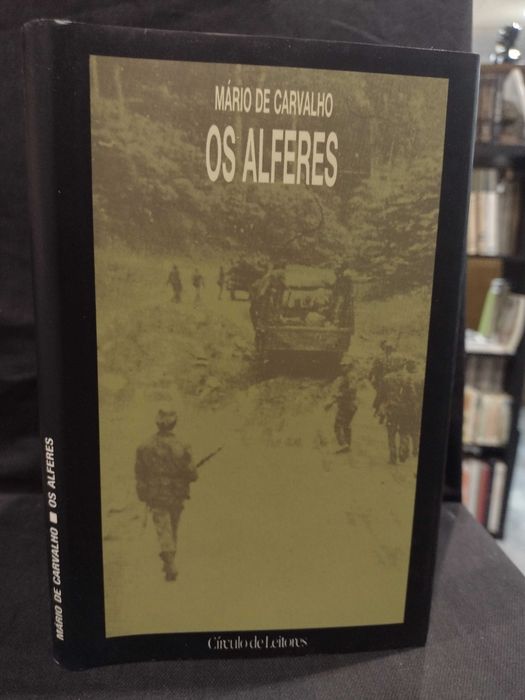 MÁRIO DE CARVALHO
OS ALFERES
Círculo de Leitores
MÁRIO DE CARVALHO ■ OS ALFERES